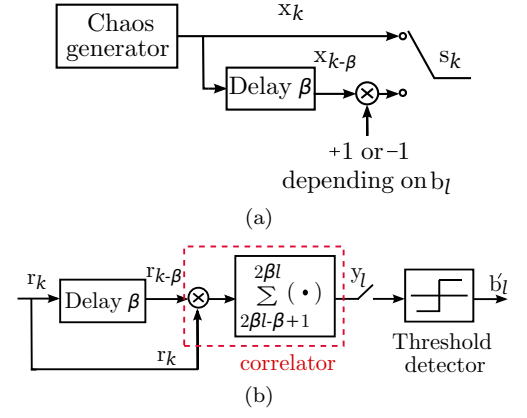 x_k
Chaos
generator
x_{k-β}
s_k
Delay β
+1 or −1
depending on b_l
(a)
2βl
r_k
r_{k-β}
y_l
b'_l
Delay β
∑ ( • )
2βl-β+1
r_k
correlator
Threshold
detector
(b)